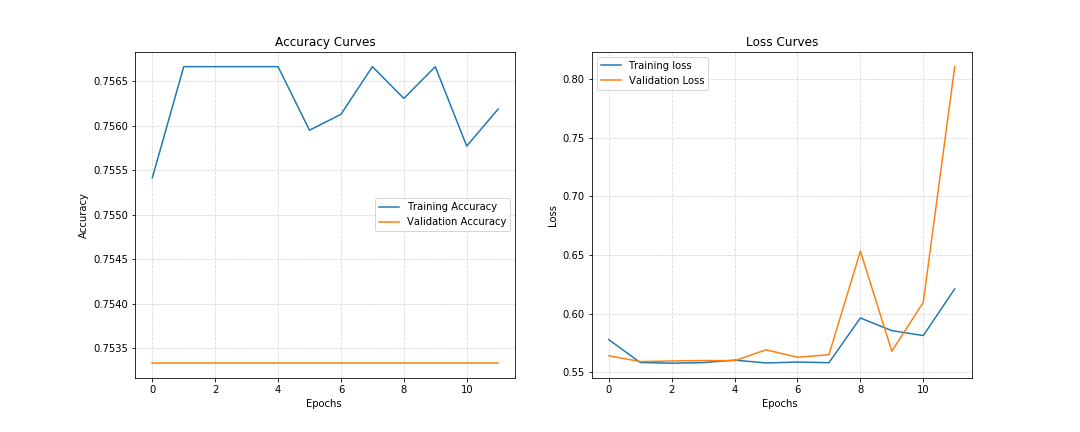 Accuracy Curves
Accuracy
0.7565
0.7560
0.7555
0.7550
0.7545
0.7540
0.7535
Training Accuracy
Validation Accuracy
0 2 4 6 8 10
Epochs
Loss Curves
Loss
0.80
0.75
0.70
0.65
0.60
0.55
Training loss
Validation Loss
0 2 4 6 8 10
Epochs